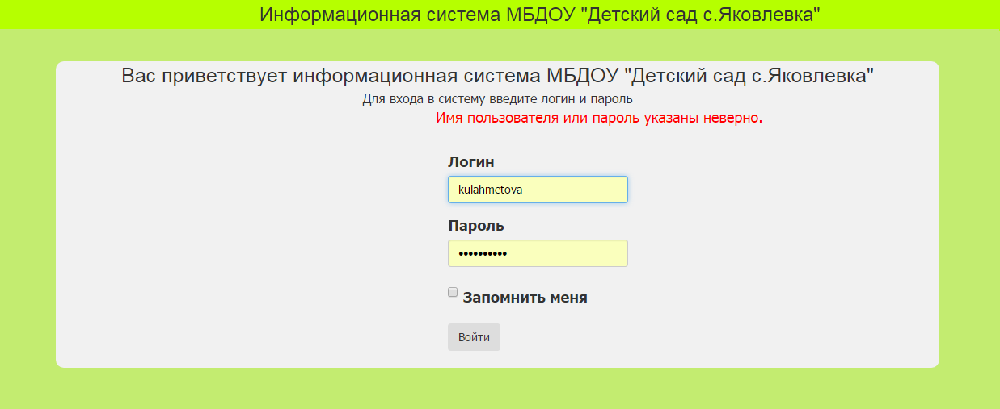 Информационная система МБДОУ "Детский сад с.Яковлевка"
Вас приветствует информационная система МБДОУ "Детский сад с.Яковлевка"
Для входа в систему введите логин и пароль
Имя пользователя или пароль указаны неверно.
Логин
kulahmetova
Пароль
••••••••••
Запомнить меня
Войти